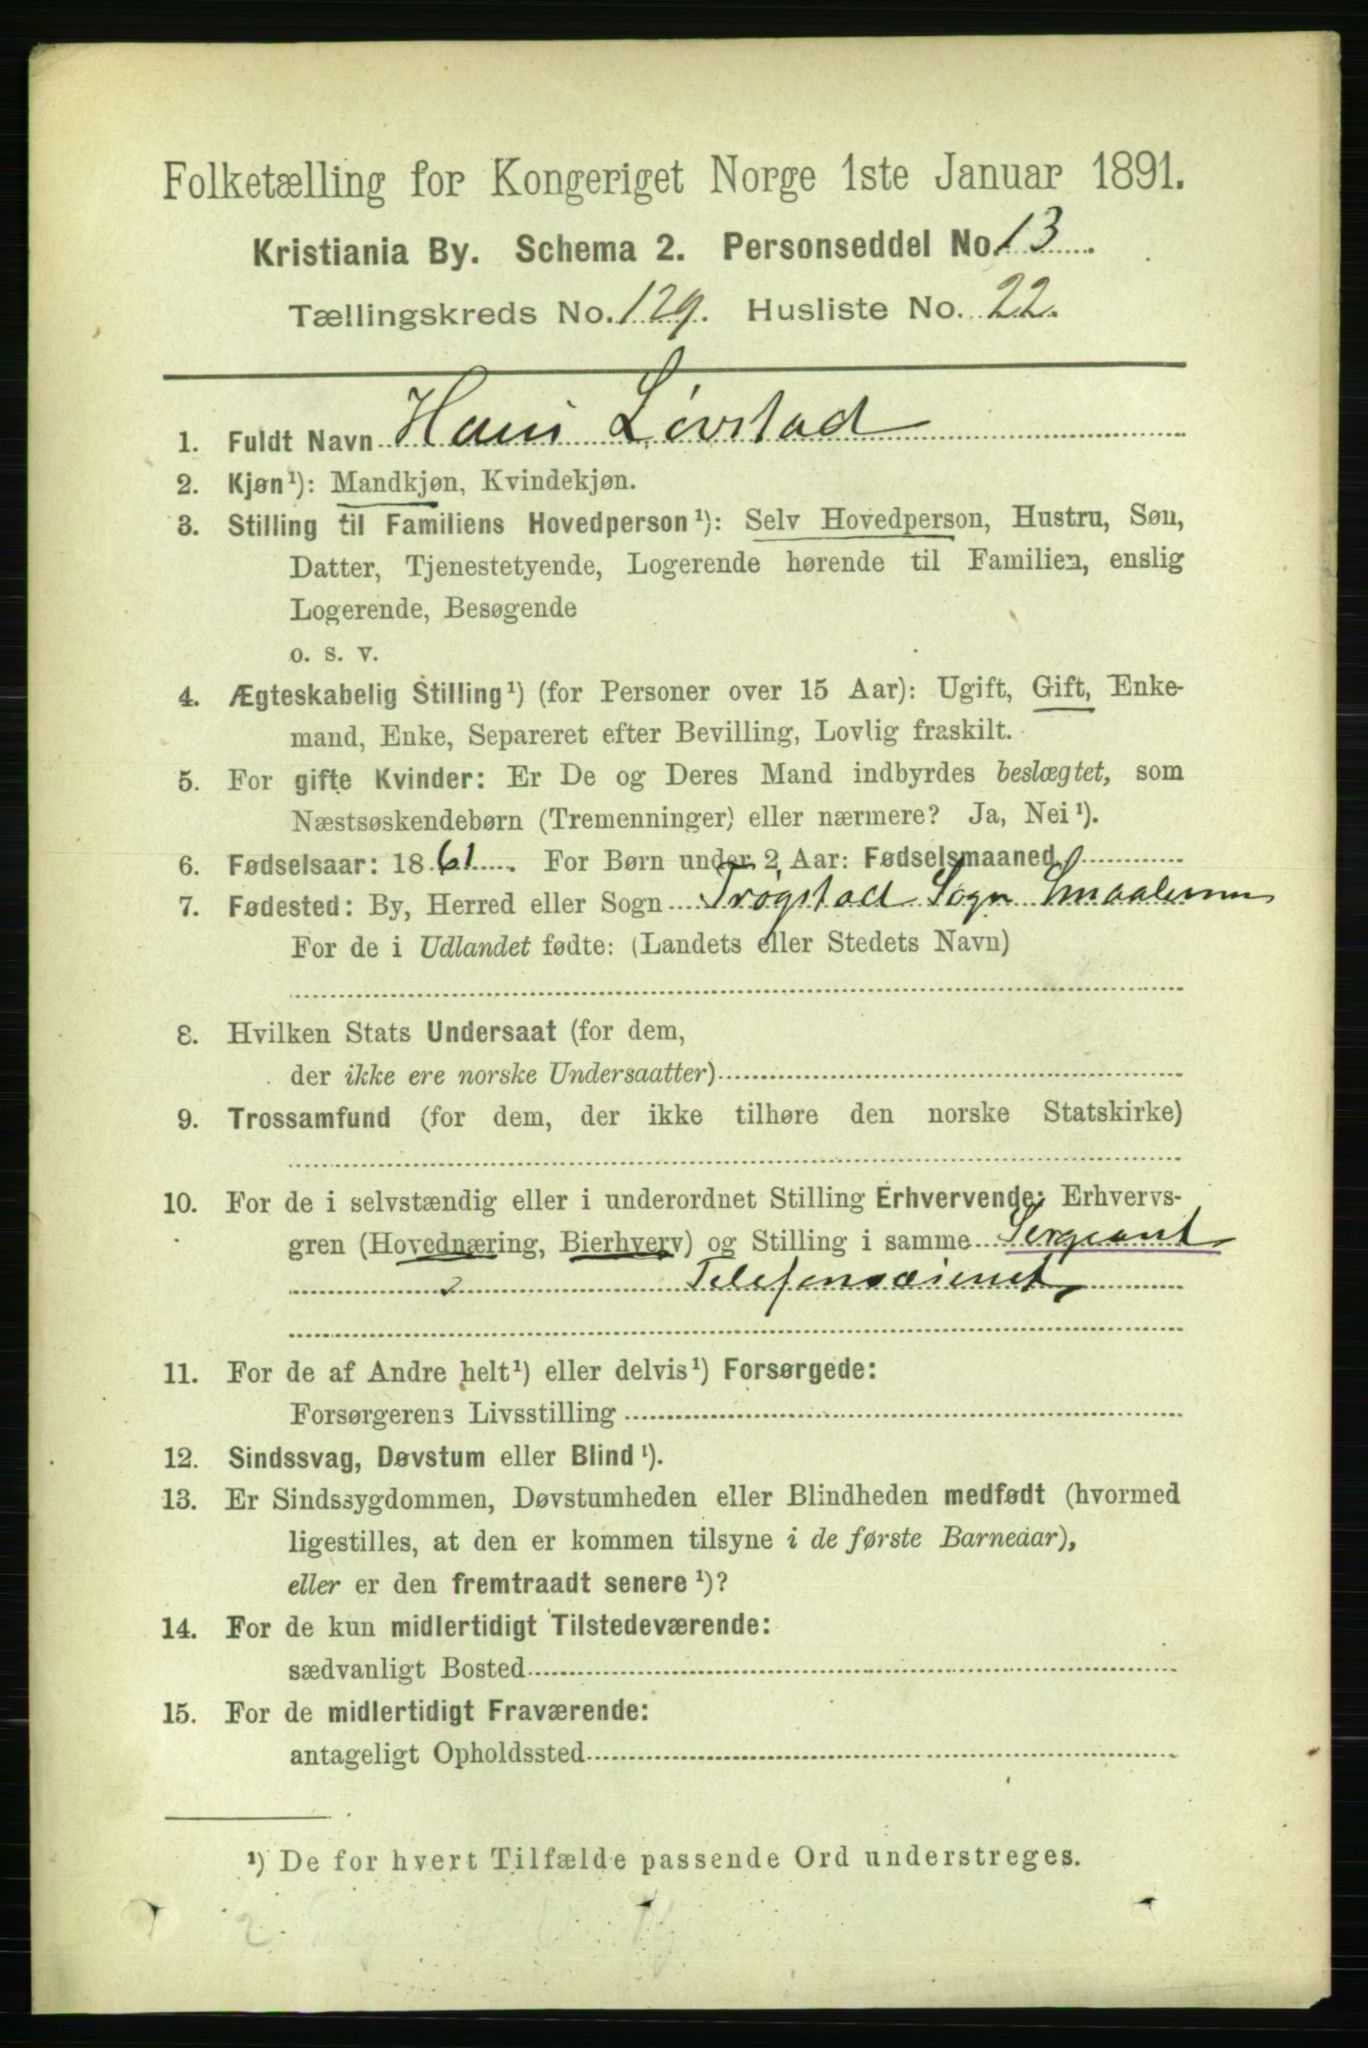 Folketælling for Kongeriget Norge 1ste Januar 1891.
Kristiania By. Schema 2. Personseddel No. 13
Tællingskreds No. 129. Husliste No. 22.
1. Fuldt Navn Hans Løvstad
2. Kjøn¹): Mandkjøn, Kvindekjøn.
3. Stilling til Familiens Hovedperson¹): Selv Hovedperson, Hustru, Søn,
Datter, Tjenestetyende, Logerende hørende til Familien, enslig
Logerende, Besøgende
o. s. v.
4. Ægteskabelig Stilling¹) (for Personer over 15 Aar): Ugift, Gift, Enke-
mand, Enke, Separeret efter Bevilling, Lovlig fraskilt.
5. For gifte Kvinder: Er De og Deres Mand indbyrdes beslægtet, som
Næstsøskendebørn (Tremenninger) eller nærmere? Ja, Nei¹).
6. Fødselsaar: 1861. For Børn under 2 Aar: Fødselsmaaned
7. Fødested: By, Herred eller Sogn Trøgstad Sogn Smaalenene
For de i Udlandet fødte: (Landets eller Stedets Navn)
8. Hvilken Stats Undersaat (for dem,
der ikke ere norske Undersaatter)
9. Trossamfund (for dem, der ikke tilhøre den norske Statskirke)
10. For de i selvstændig eller i underordnet Stilling Erhvervende: Erhvervs-
gren (Hovednæring, Bierhverv) og Stilling i samme Sergeant
Telefonvæsenet,
11. For de af Andre helt¹) eller delvis¹) Forsørgede:
Forsørgerens Livsstilling
12. Sindssvag, Døvstum eller Blind¹).
13. Er Sindssygdommen, Døvstumheden eller Blindheden medfødt (hvormed
ligestilles, at den er kommen tilsyne i de første Barneaar),
eller er den fremtraadt senere¹)?
14. For de kun midlertidigt Tilstedeværende:
sædvanligt Bosted
15. For de midlertidigt Fraværende:
antageligt Opholdssted
¹) De for hvert Tilfælde passende Ord understreges.